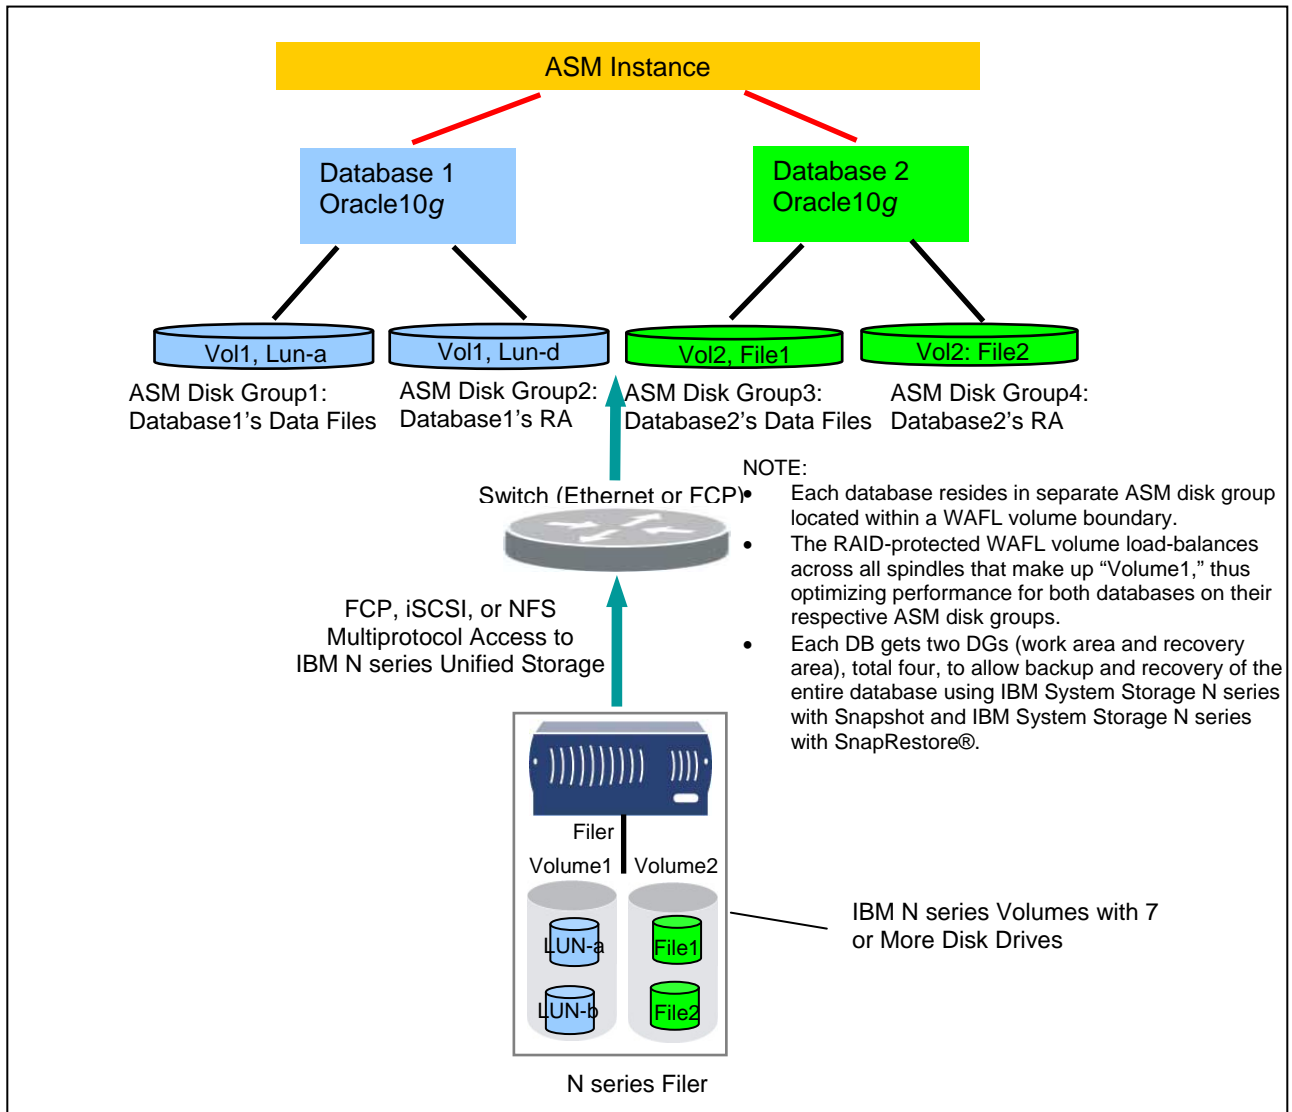 ASM Instance
Database 1
Oracle10g
Database 2
Oracle10g
Vol1, Lun-a
Vol1, Lun-d
Vol2, File1
Vol2: File2
ASM Disk Group1:
Database1’s Data Files
ASM Disk Group2:
Database1’s RA
ASM Disk Group3:
Database2’s Data Files
ASM Disk Group4:
Database2’s RA
NOTE:
• Each database resides in separate ASM disk group
located within a WAFL volume boundary.
• The RAID-protected WAFL volume load-balances
across all spindles that make up “Volume1,” thus
optimizing performance for both databases on their
respective ASM disk groups.
• Each DB gets two DGs (work area and recovery
area), total four, to allow backup and recovery of the
entire database using IBM System Storage N series
with Snapshot and IBM System Storage N series
with SnapRestore®.
Switch (Ethernet or FCP)
FCP, iSCSI, or NFS
Multiprotocol Access to
IBM N series Unified Storage
Filer
Volume1
Volume2
LUN-a
File1
LUN-b
File2
IBM N series Volumes with 7
or More Disk Drives
N series Filer